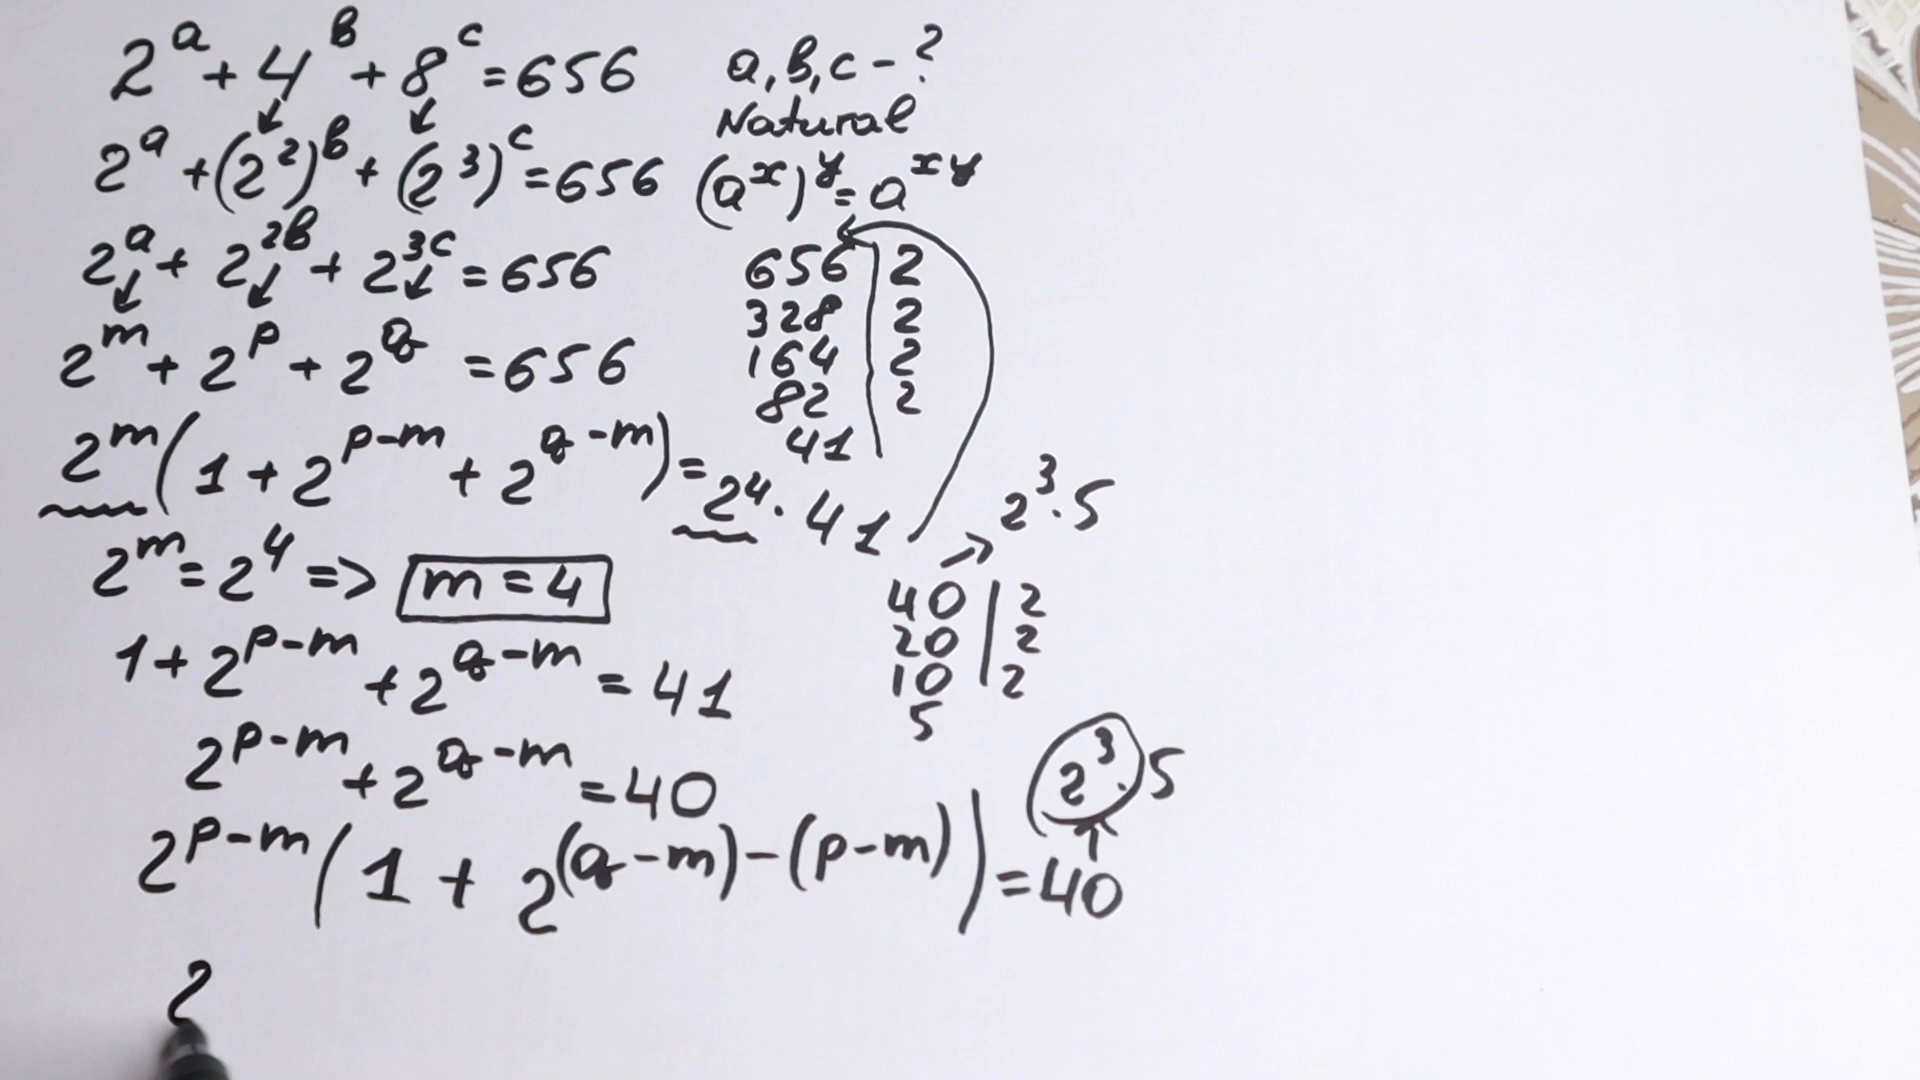 2^a + 4^b + 8^c = 656
a, b, c - ?
Natural
2^a + (2^2)^b + (2^3)^c = 656
(a^x)^y = a^xy
2^a + 2^2b + 2^3c = 656
656 | 2
328 | 2
164 | 2
82 | 2
41
2^m + 2^p + 2^q = 656
2^m (1 + 2^p-m + 2^q-m) = 2^4 · 41
2^m = 2^4 => m = 4
2^3 · 5
40 | 2
20 | 2
10 | 2
5
1 + 2^p-m + 2^q-m = 41
2^p-m + 2^q-m = 40
2^3 · 5
2^p-m (1 + 2^(q-m)-(p-m)) = 40
2